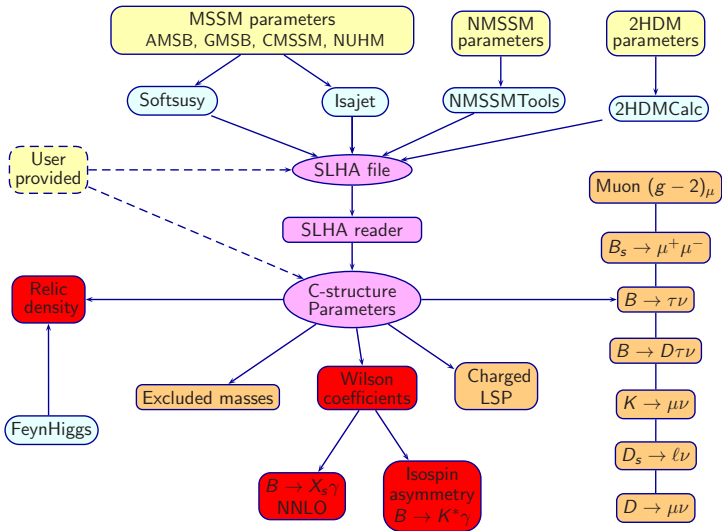 MSSM parameters
AMSB, GMSB, CMSSM, NUHM
NMSSM
parameters
2HDM
parameters
Softsusy
Isajet
NMSSMTools
2HDMCalc
User
provided
SLHA file
Muon (g − 2)μ
SLHA reader
Bs → μ+μ−
Relic
density
C-structure
Parameters
B → τν
B → Dτν
Excluded masses
Wilson
coefficients
Charged
LSP
K → μν
FeynHiggs
Ds → ℓν
B → Xsγ
NNLO
Isospin
asymmetry
B → K*γ
D → μν